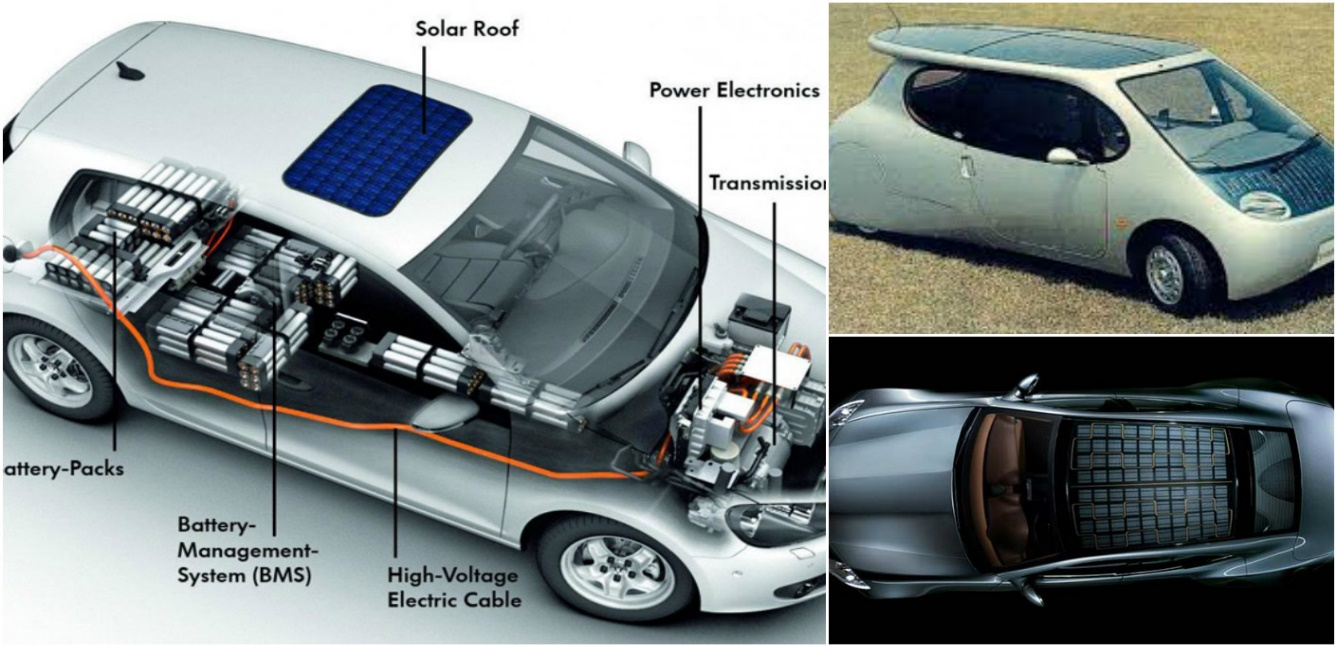 Solar Roof
Power Electronics
Transmissio
attery-Packs
Battery-
Management-
System (BMS)
High-Voltage
Electric Cable